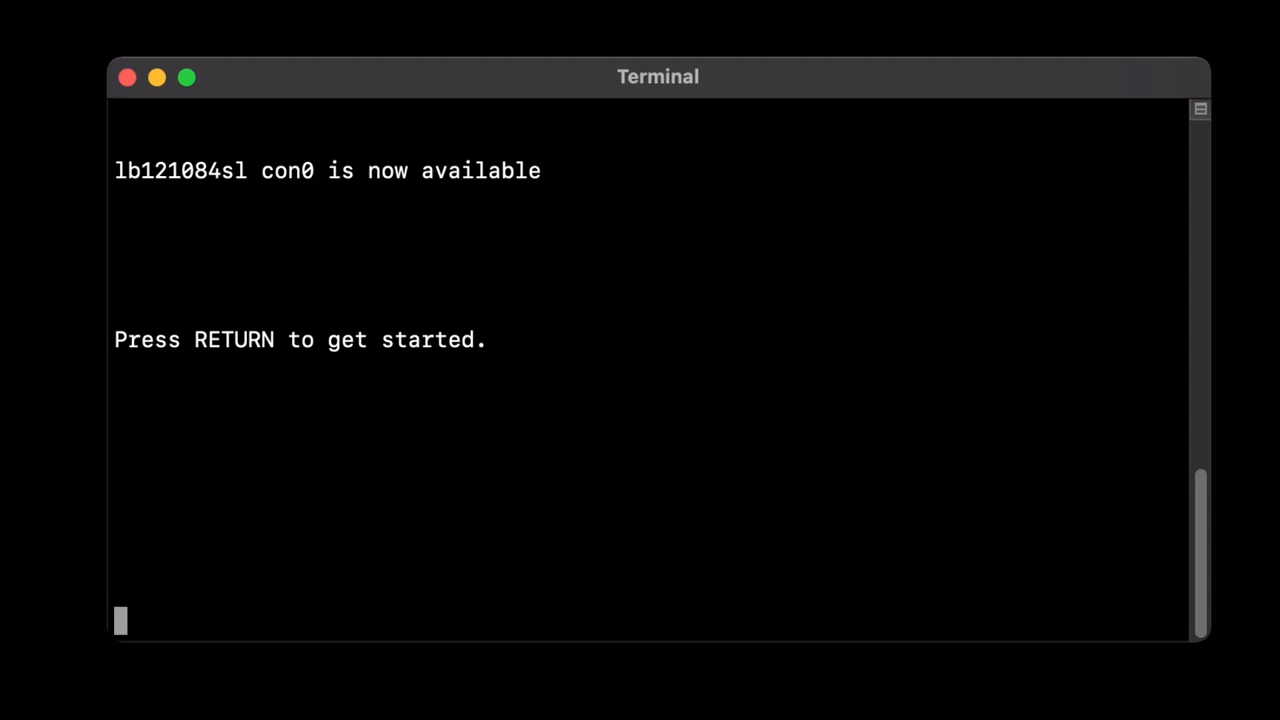 Terminal
lb121084sl con0 is now available
Press RETURN to get started.